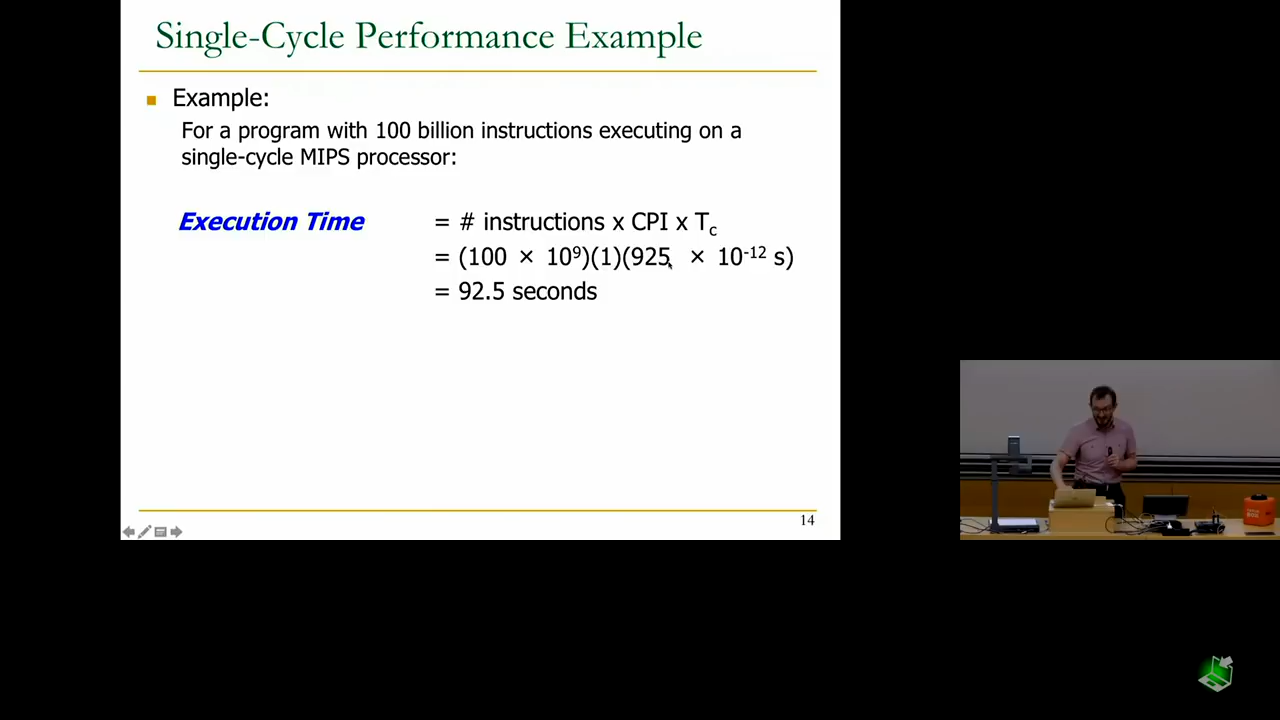 Single-Cycle Performance Example
Example:
For a program with 100 billion instructions executing on a
single-cycle MIPS processor:
Execution Time = # instructions x CPI x Tc
= (100 × 10⁹)(1)(925 × 10⁻¹² s)
= 92.5 seconds
14